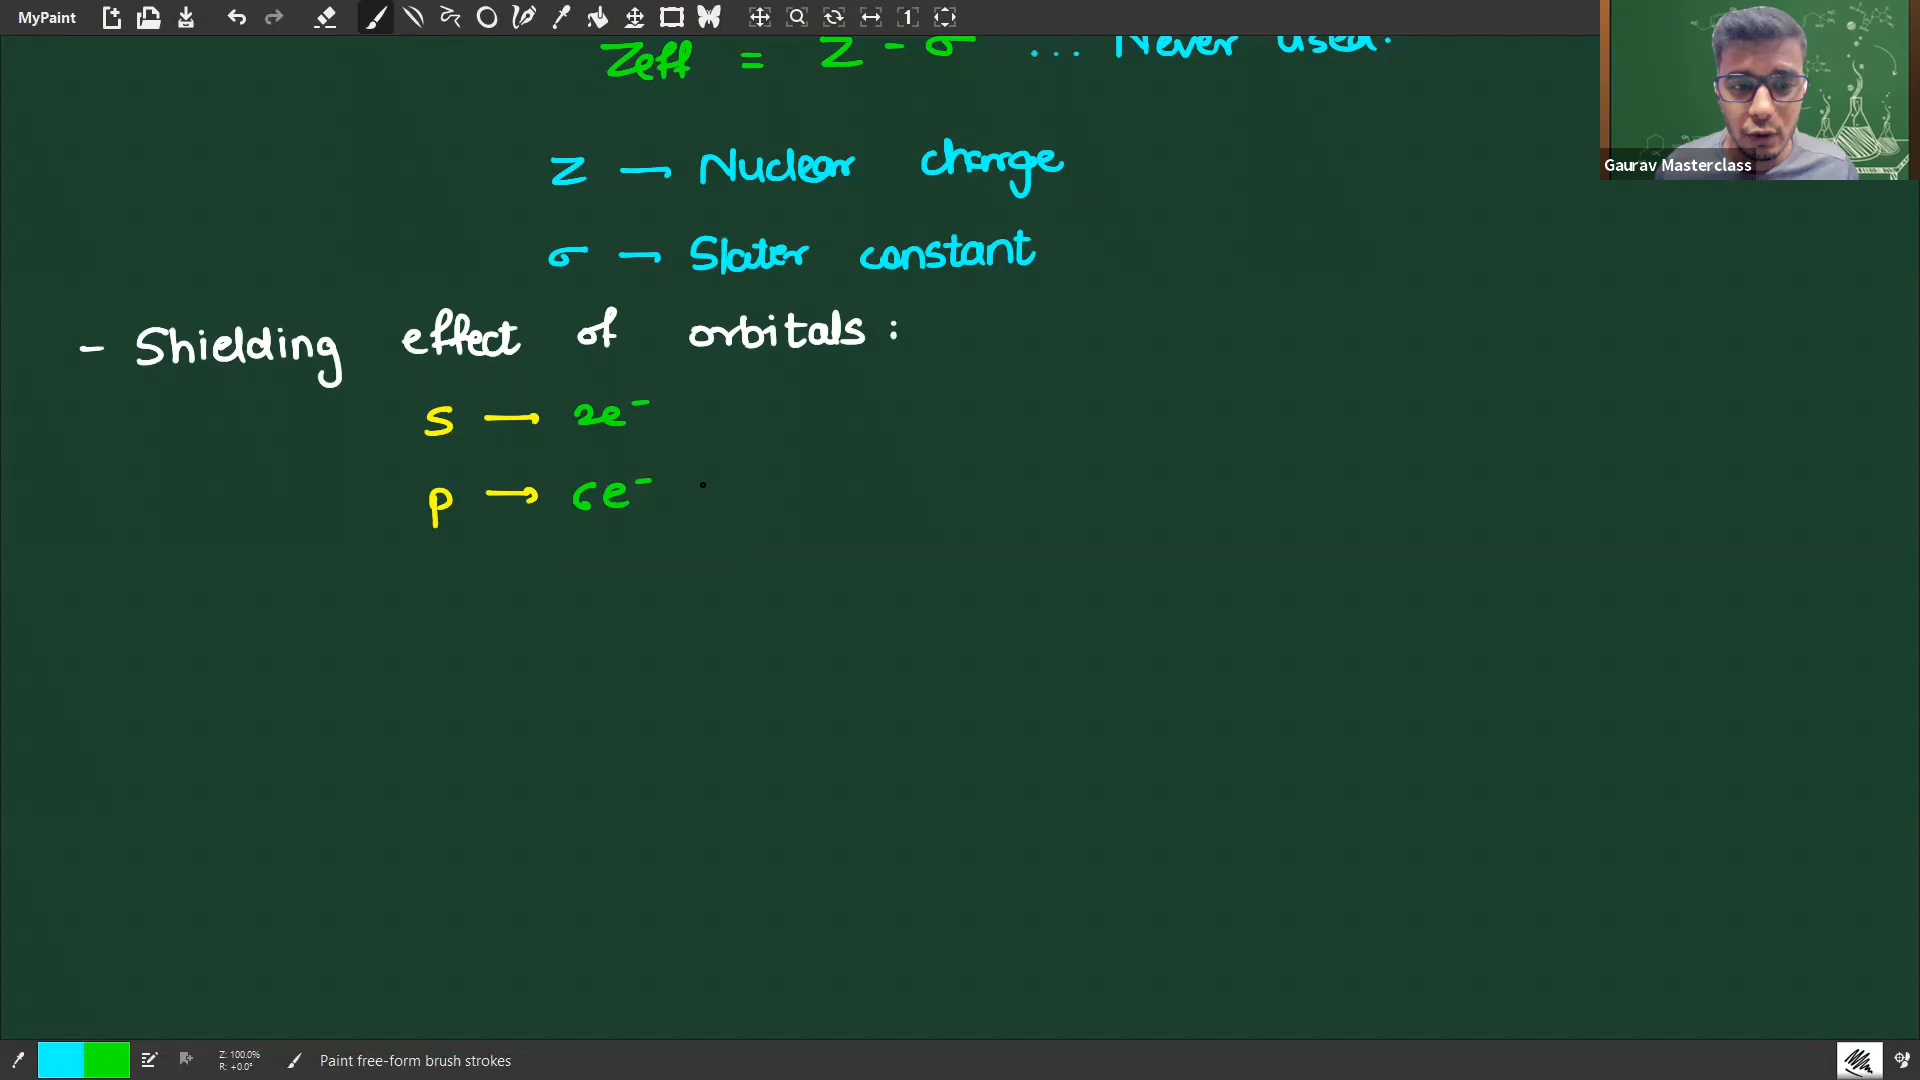 MyPaint
Zeff = Z - σ ... Never used.
Z → Nuclear charge
σ → Slater constant
- Shielding effect of orbitals :
s → 2e⁻
p → 6e⁻
Gaurav Masterclass
Z: 100.0%
R: +0.0°
Paint free-form brush strokes